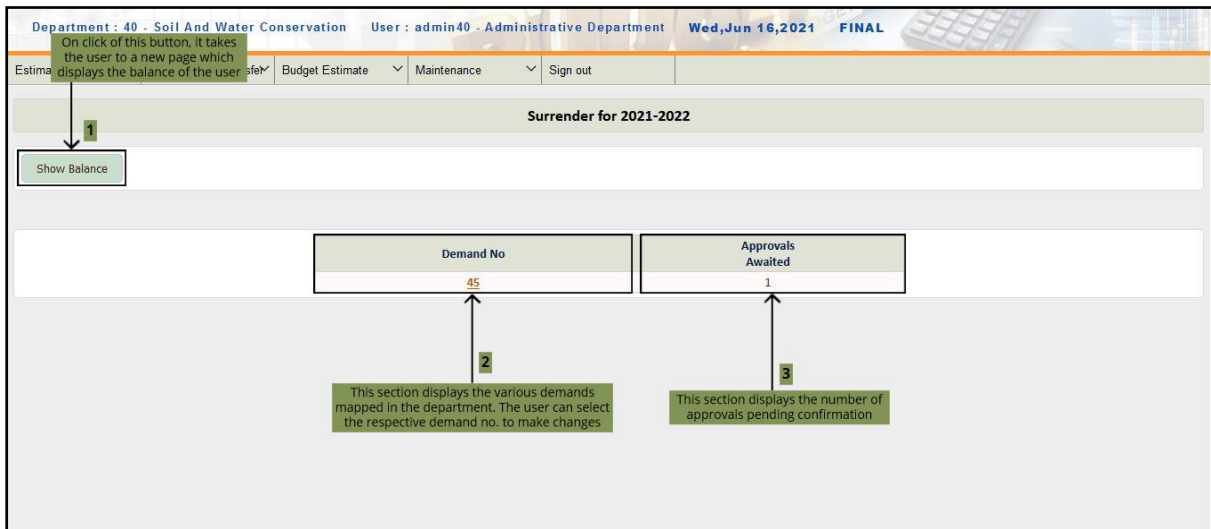 Department : 40 - Soil And Water Conservation User : admin40 - Administrative Department Wed,Jun 16,2021 FINAL
On click of this button, it takes
the user to a new page which
displays the balance of the user
Budget Estimate Maintenance Sign out
Surrender for 2021-2022
1
Show Balance
Demand No
Approvals
Awaited
45 1
2
This section displays the various demands
mapped in the department. The user can select
the respective demand no. to make changes
3
This section displays the number of
approvals pending confirmation